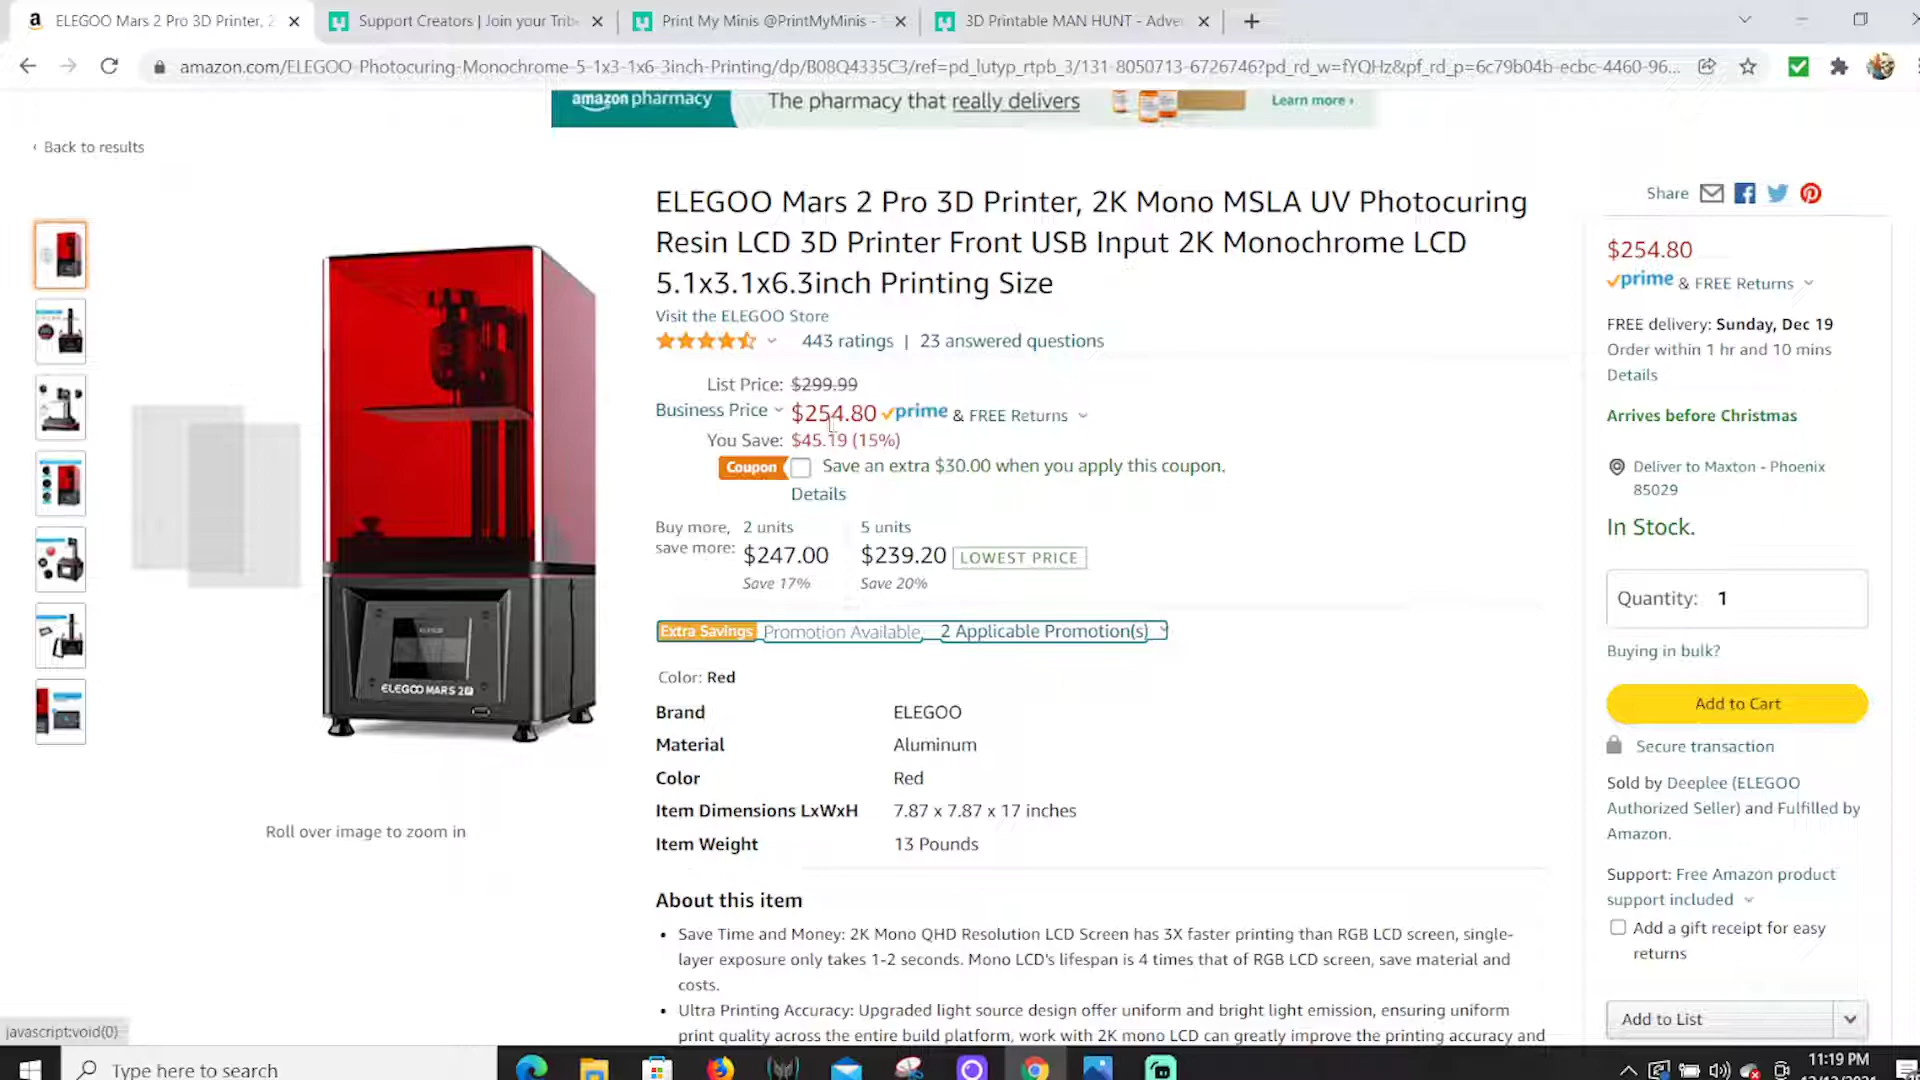 ELEGOO Mars 2 Pro 3D Printer, 2
Support Creators | Join your Trib
Print My Minis @PrintMyMinis -
3D Printable MAN HUNT - Adve
amazon.com/ELEGOO-Photocuring-Monochrome-5-1x3-1x6-3inch-Printing/dp/B08Q4335C3/ref=pd_lutyp_rtpb_3/131-8050713-6726746?pd_rd_w=fYQHz&pf_rd_p=6c79b04b-ecbc-4460-96...
amazon pharmacy
The pharmacy that really delivers
Learn more ›
‹ Back to results
ELEGOO Mars 2 Pro 3D Printer, 2K Mono MSLA UV Photocuring
Resin LCD 3D Printer Front USB Input 2K Monochrome LCD
5.1x3.1x6.3inch Printing Size
Visit the ELEGOO Store
443 ratings | 23 answered questions
List Price: $299.99
Business Price $254.80 prime & FREE Returns
You Save: $45.19 (15%)
Coupon Save an extra $30.00 when you apply this coupon.
Details
Buy more, save more:
2 units
$247.00
Save 17%
5 units
$239.20 LOWEST PRICE
Save 20%
Extra Savings Promotion Available. 2 Applicable Promotion(s)
Color: Red
Brand ELEGOO
Material Aluminum
Color Red
Item Dimensions LxWxH 7.87 x 7.87 x 17 inches
Item Weight 13 Pounds
About this item
• Save Time and Money: 2K Mono QHD Resolution LCD Screen has 3X faster printing than RGB LCD screen, single-
layer exposure only takes 1-2 seconds. Mono LCD's lifespan is 4 times that of RGB LCD screen, save material and
costs.
• Ultra Printing Accuracy: Upgraded light source design offer uniform and bright light emission, ensuring uniform
print quality across the entire build platform, work with 2K mono LCD can greatly improve the printing accuracy and
ELEGOO MARS 2P
Roll over image to zoom in
Share
$254.80
prime & FREE Returns
FREE delivery: Sunday, Dec 19
Order within 1 hr and 10 mins
Details
Arrives before Christmas
Deliver to Maxton - Phoenix
85029
In Stock.
Quantity: 1
Buying in bulk?
Add to Cart
Secure transaction
Sold by Deeplee (ELEGOO
Authorized Seller) and Fulfilled by
Amazon.
Support: Free Amazon product
support included
Add a gift receipt for easy
returns
Add to List
javascript:void(0)
Type here to search
11:19 PM